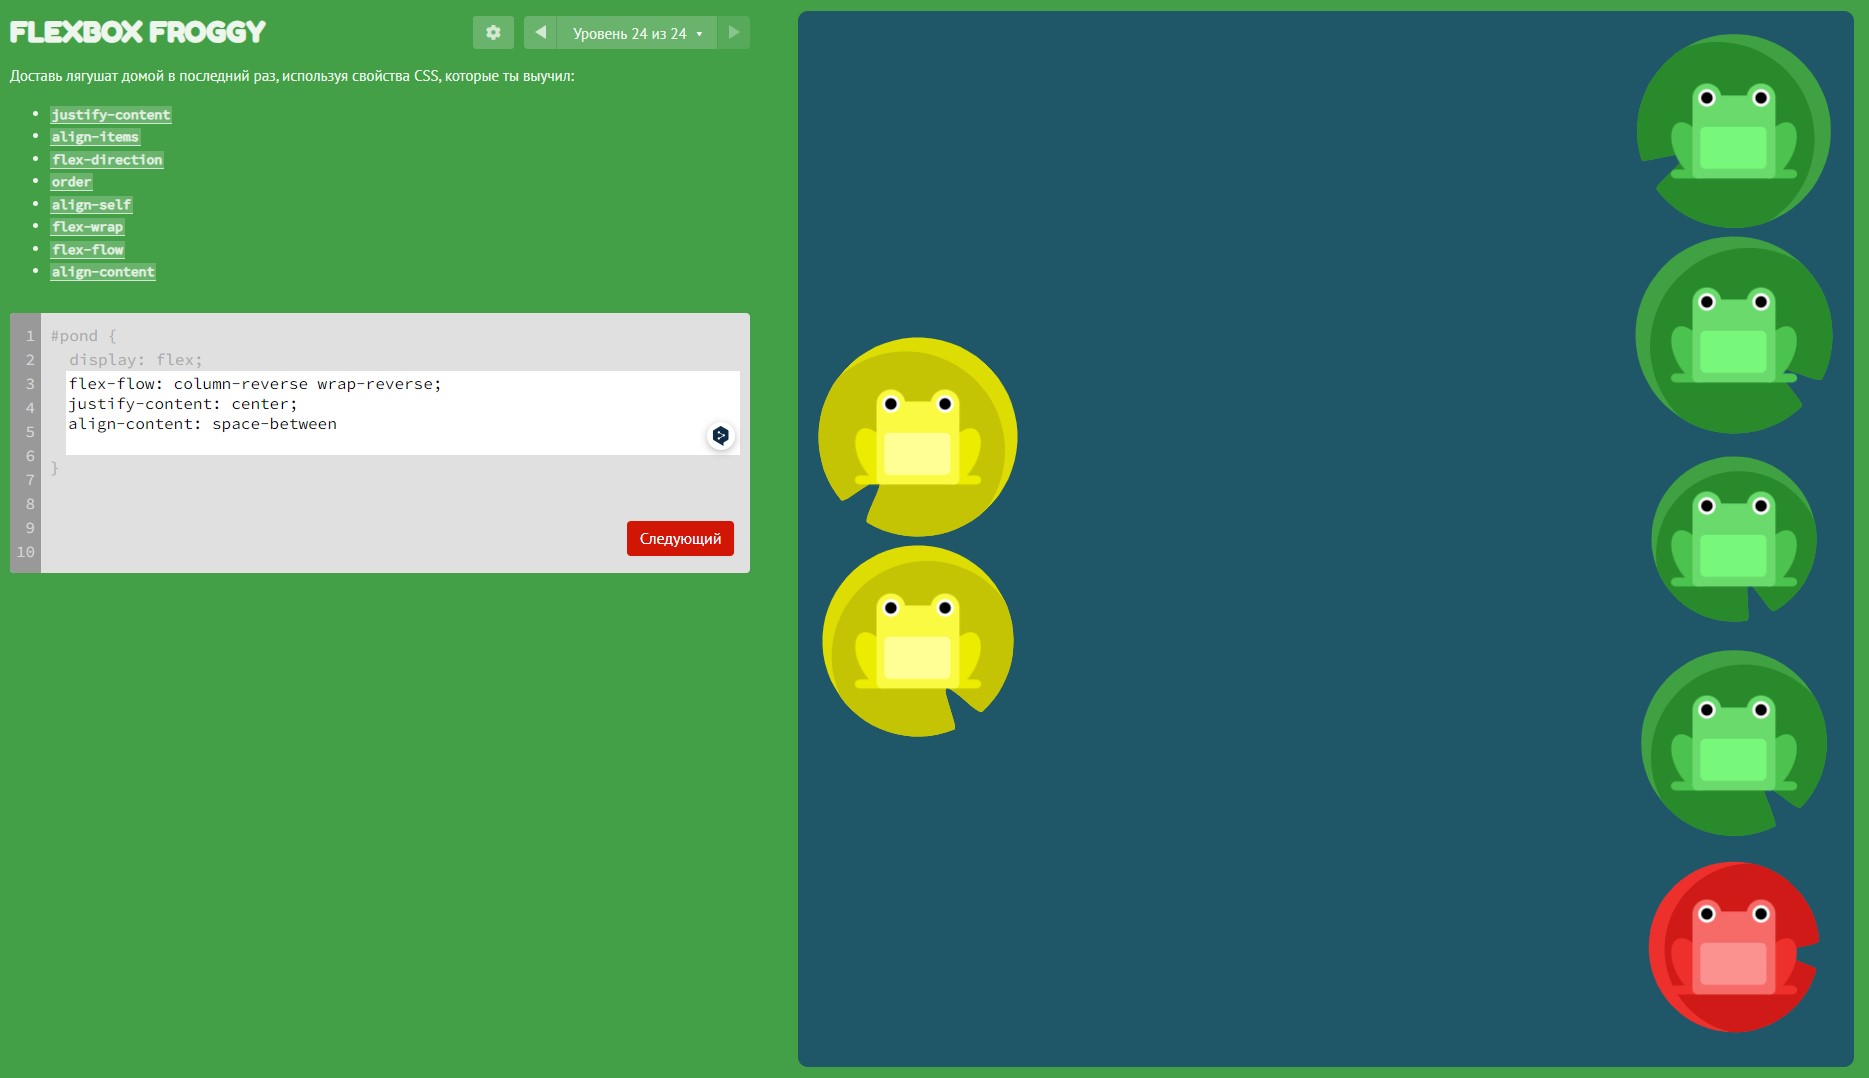 FLEXBOX FROGGY
Уровень 24 из 24
Доставь лягушат домой в последний раз, используя свойства CSS, которые ты выучил:
justify-content
align-items
flex-direction
order
align-self
flex-wrap
flex-flow
align-content
1 #pond {
2 display: flex;
3 flex-flow: column-reverse wrap-reverse;
4 justify-content: center;
5 align-content: space-between
6
7 }
8
9
10
Следующий